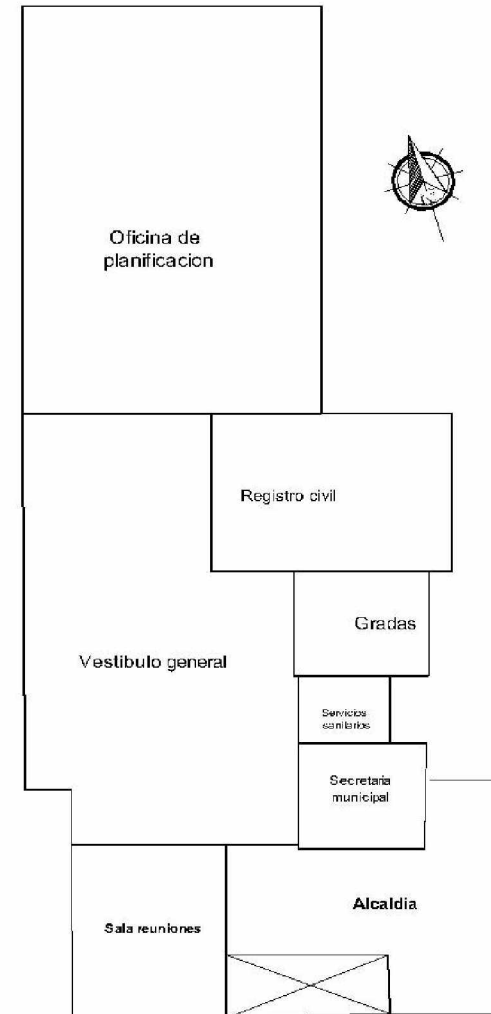 Oficina de
planificacion
Registro civil
Gradas
Vestibulo general
Servicios
sanitarios
Secretaria
municipal
Alcaldia
Sala reuniones